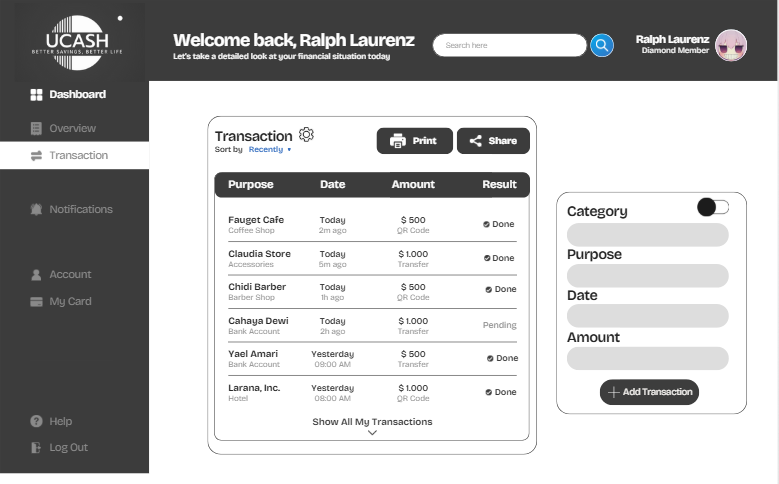 UCASH
BETTER SAVINGS, BETTER LIFE
Welcome back, Ralph Laurenz
Let's take a detailed look at your financial situation today
Search here
Ralph Laurenz
Diamond Member
Dashboard
Overview
Transaction
Notifications
Account
My Card
Help
Log Out
Transaction
Sort by Recently
Print
Share
Purpose Date Amount Result
Fauget Cafe Today $ 500 Done
Coffee Shop 2m ago QR Code
Claudia Store Today $ 1.000 Done
Accessories 5m ago Transfer
Chidi Barber Today $ 500 Done
Barber Shop 1h ago QR Code
Cahaya Dewi Today $ 1.000 Pending
Bank Account 2h ago Transfer
Yael Amari Yesterday $ 500 Done
Bank Account 09:00 AM Transfer
Larana, Inc. Yesterday $ 1.000 Done
Hotel 08:00 AM QR Code
Show All My Transactions
Category
Purpose
Date
Amount
Add Transaction